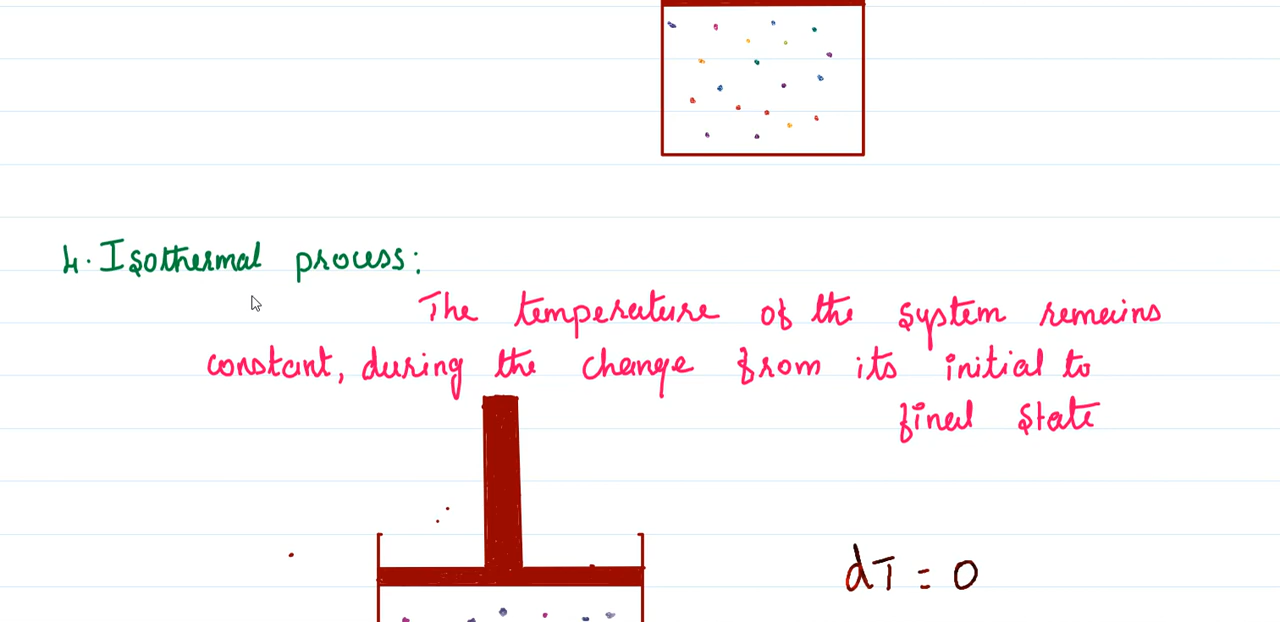 4. Isothermal process:
The temperature of the system remains
constant, during the change from its initial to
final state
dT = 0